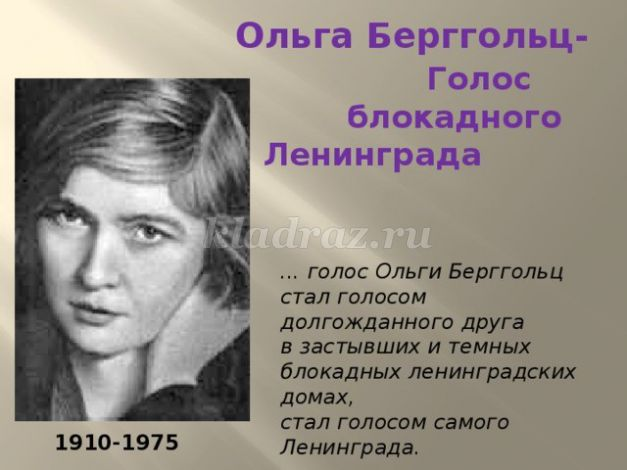 Ольга Берггольц-
Голос
блокадного
Ленинграда
kladraz.ru
... голос Ольги Берггольц
стал голосом
долгожданного друга
в застывших и темных
блокадных ленинградских
домах,
стал голосом самого
Ленинграда.
1910-1975